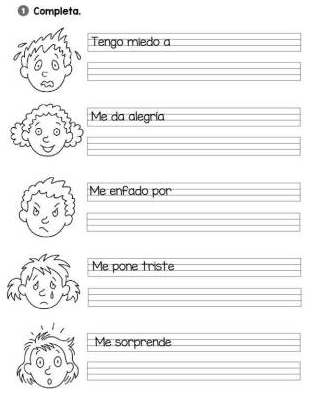 1 Completa.
Tengo miedo a
Me da alegría
Me enfado por
Me pone triste
Me sorprende